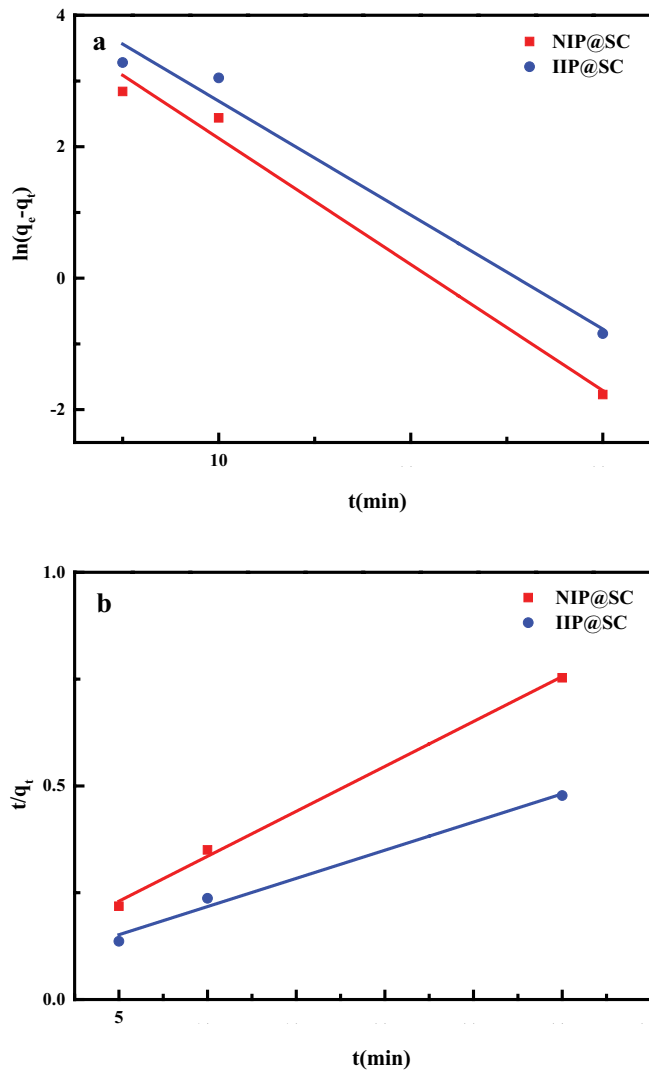 a
NIP@SC
IIP@SC
4
2
0
-2
ln(qₑ-qₜ)
10
t(min)
b
NIP@SC
IIP@SC
1.0
0.5
0.0
t/qₜ
5
t(min)